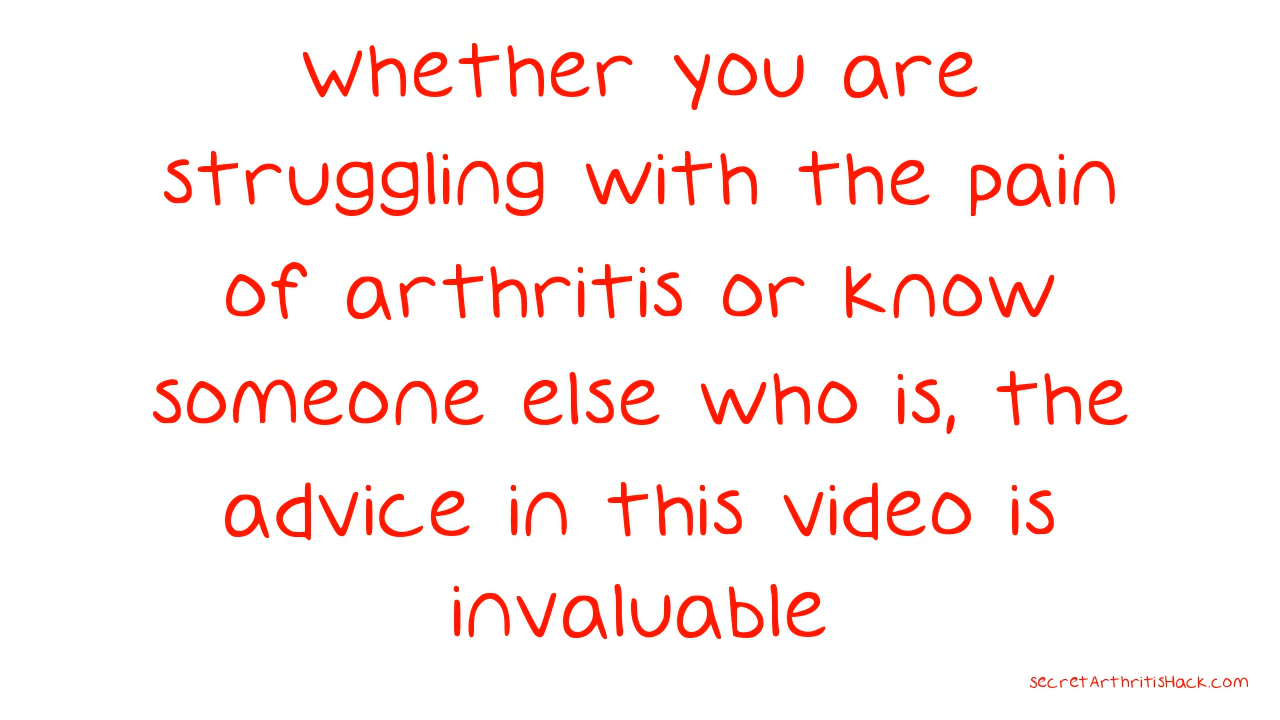 Whether you are
struggling with the pain
of arthritis or know
someone else who is, the
advice in this video is
invaluable
secretArthritisHack.com